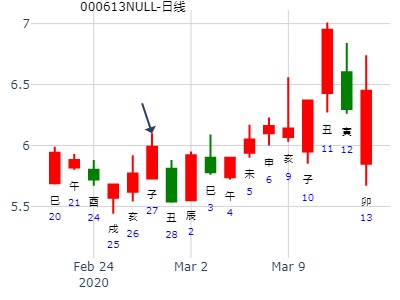 000613NULL-日线
7
6.5
6
5.5
巳
20
午
21
酉
24
戌
25
亥
26
子
27
丑
28
辰
2
巳
3
午
4
未
5
申
6
亥
9
子
10
丑
11
寅
12
卯
13
Feb 24
2020
Mar 2
Mar 9